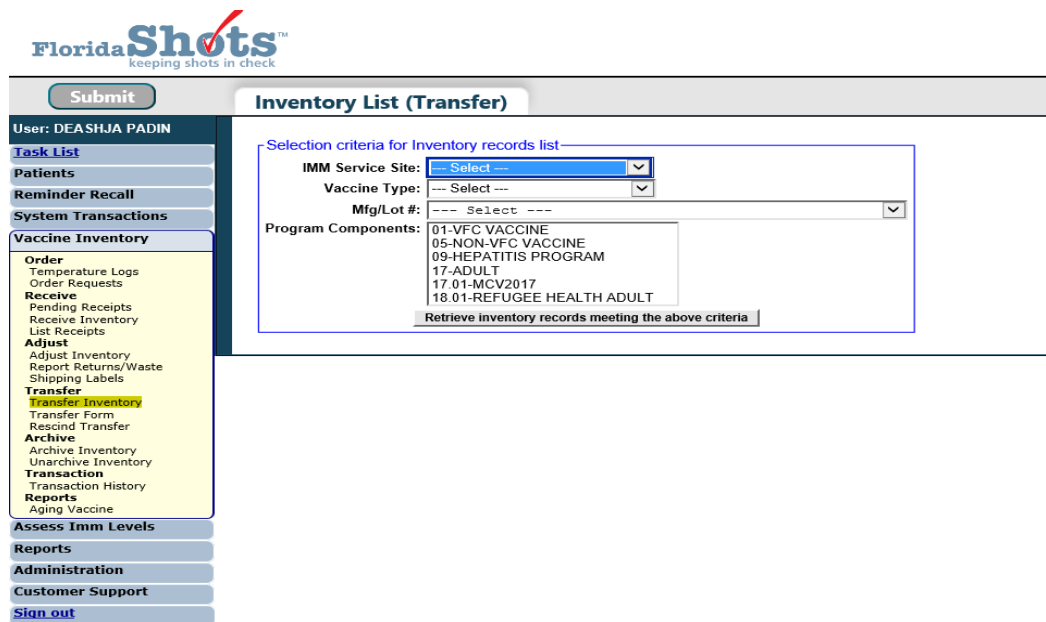 Florida Shots™
keeping shots in check
Submit
Inventory List (Transfer)
User: DEASHJA PADIN
Task List
Patients
Reminder Recall
System Transactions
Vaccine Inventory
Order
Temperature Logs
Order Requests
Receive
Pending Receipts
Receive Inventory
List Receipts
Adjust
Adjust Inventory
Report Returns/Waste
Shipping Labels
Transfer
Transfer Inventory
Transfer Form
Rescind Transfer
Archive
Archive Inventory
Unarchive Inventory
Transaction
Transaction History
Reports
Aging Vaccine
Assess Imm Levels
Reports
Administration
Customer Support
Sign out
Selection criteria for Inventory records list
IMM Service Site: --- Select ---
Vaccine Type: --- Select ---
Mfg/Lot #: --- Select ---
Program Components: 01-VFC VACCINE
05-NON-VFC VACCINE
09-HEPATITIS PROGRAM
17-ADULT
17.01-MCV2017
18.01-REFUGEE HEALTH ADULT
Retrieve inventory records meeting the above criteria